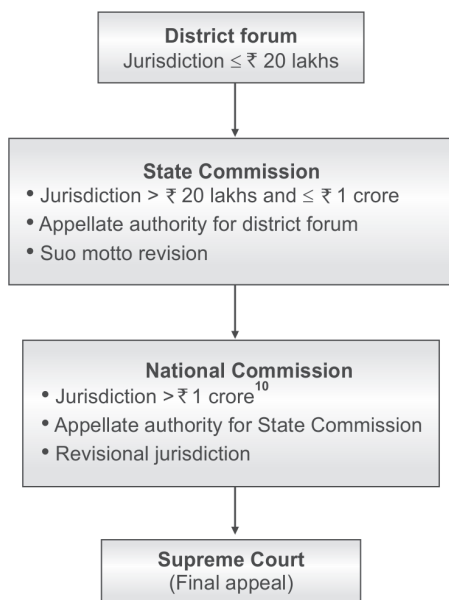 District forum
Jurisdiction ≤ ₹ 20 lakhs
State Commission
• Jurisdiction > ₹ 20 lakhs and ≤ ₹ 1 crore
• Appellate authority for district forum
• Suo motto revision
National Commission
• Jurisdiction > ₹ 1 crore¹⁰
• Appellate authority for State Commission
• Revisional jurisdiction
Supreme Court
(Final appeal)